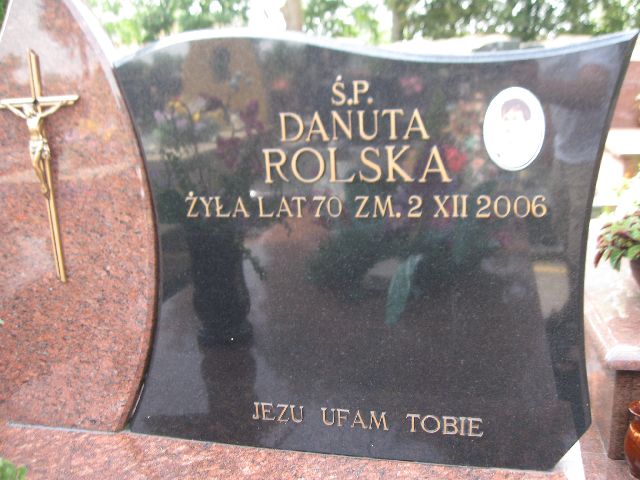 Ś.P.
DANUTA
ROLSKA
ŻYŁA LAT 70 ZM. 2 XII 2006
JEZU UFAM TOBIE